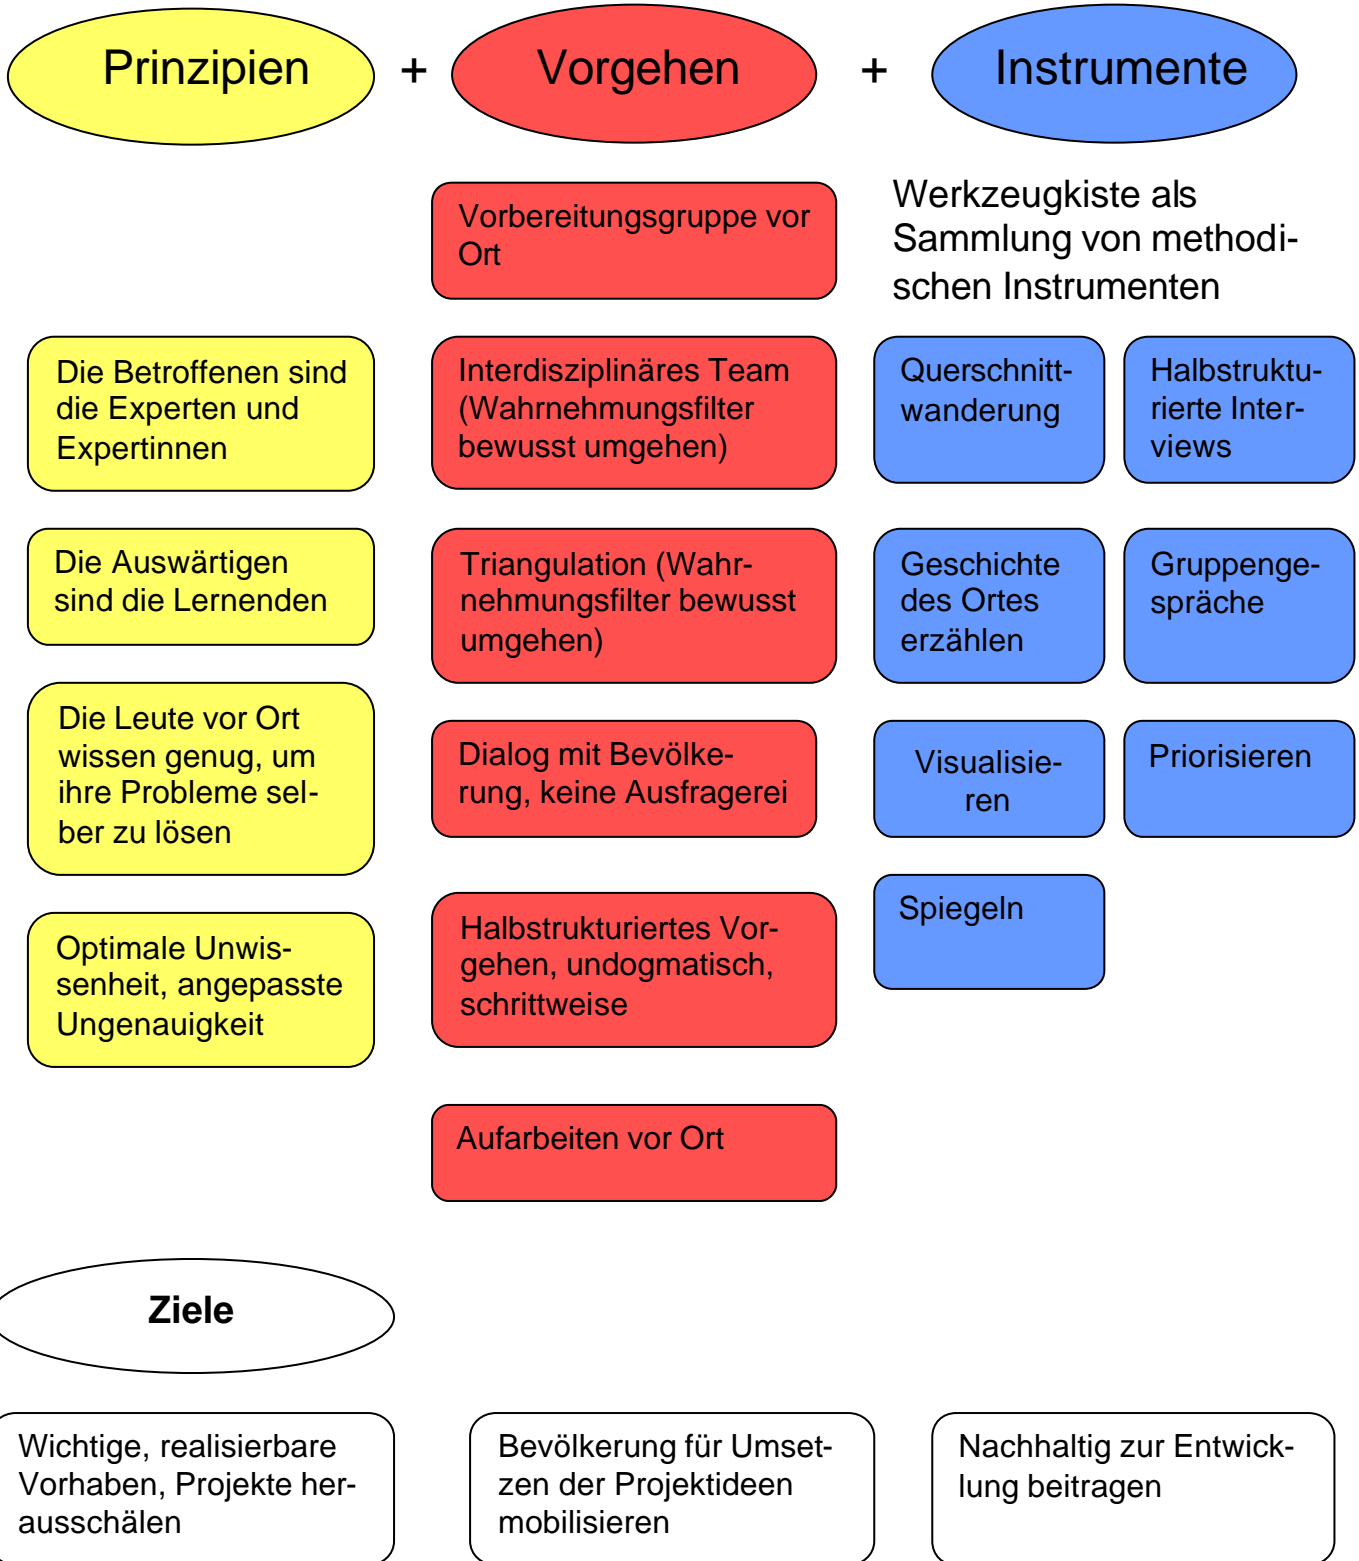 Prinzipien + Vorgehen + Instrumente
Vorbereitungsgruppe vor
Ort
Werkzeugkiste als
Sammlung von methodi-
schen Instrumenten
Die Betroffenen sind
die Experten und
Expertinnen
Interdisziplinäres Team
(Wahrnehmungsfilter
bewusst umgehen)
Querschnitt-
wanderung
Halbstruktu-
rierte Inter-
views
Die Auswärtigen
sind die Lernenden
Triangulation (Wahr-
nehmungsfilter bewusst
umgehen)
Geschichte
des Ortes
erzählen
Gruppenge-
spräche
Die Leute vor Ort
wissen genug, um
ihre Probleme sel-
ber zu lösen
Dialog mit Bevölke-
rung, keine Ausfragerei
Visualisie-
ren
Priorisieren
Optimale Unwis-
senheit, angepasste
Ungenauigkeit
Halbstrukturiertes Vor-
gehen, undogmatisch,
schrittweise
Spiegeln
Aufarbeiten vor Ort
Ziele
Wichtige, realisierbare
Vorhaben, Projekte her-
ausschälen
Bevölkerung für Umset-
zen der Projektideen
mobilisieren
Nachhaltig zur Entwick-
lung beitragen